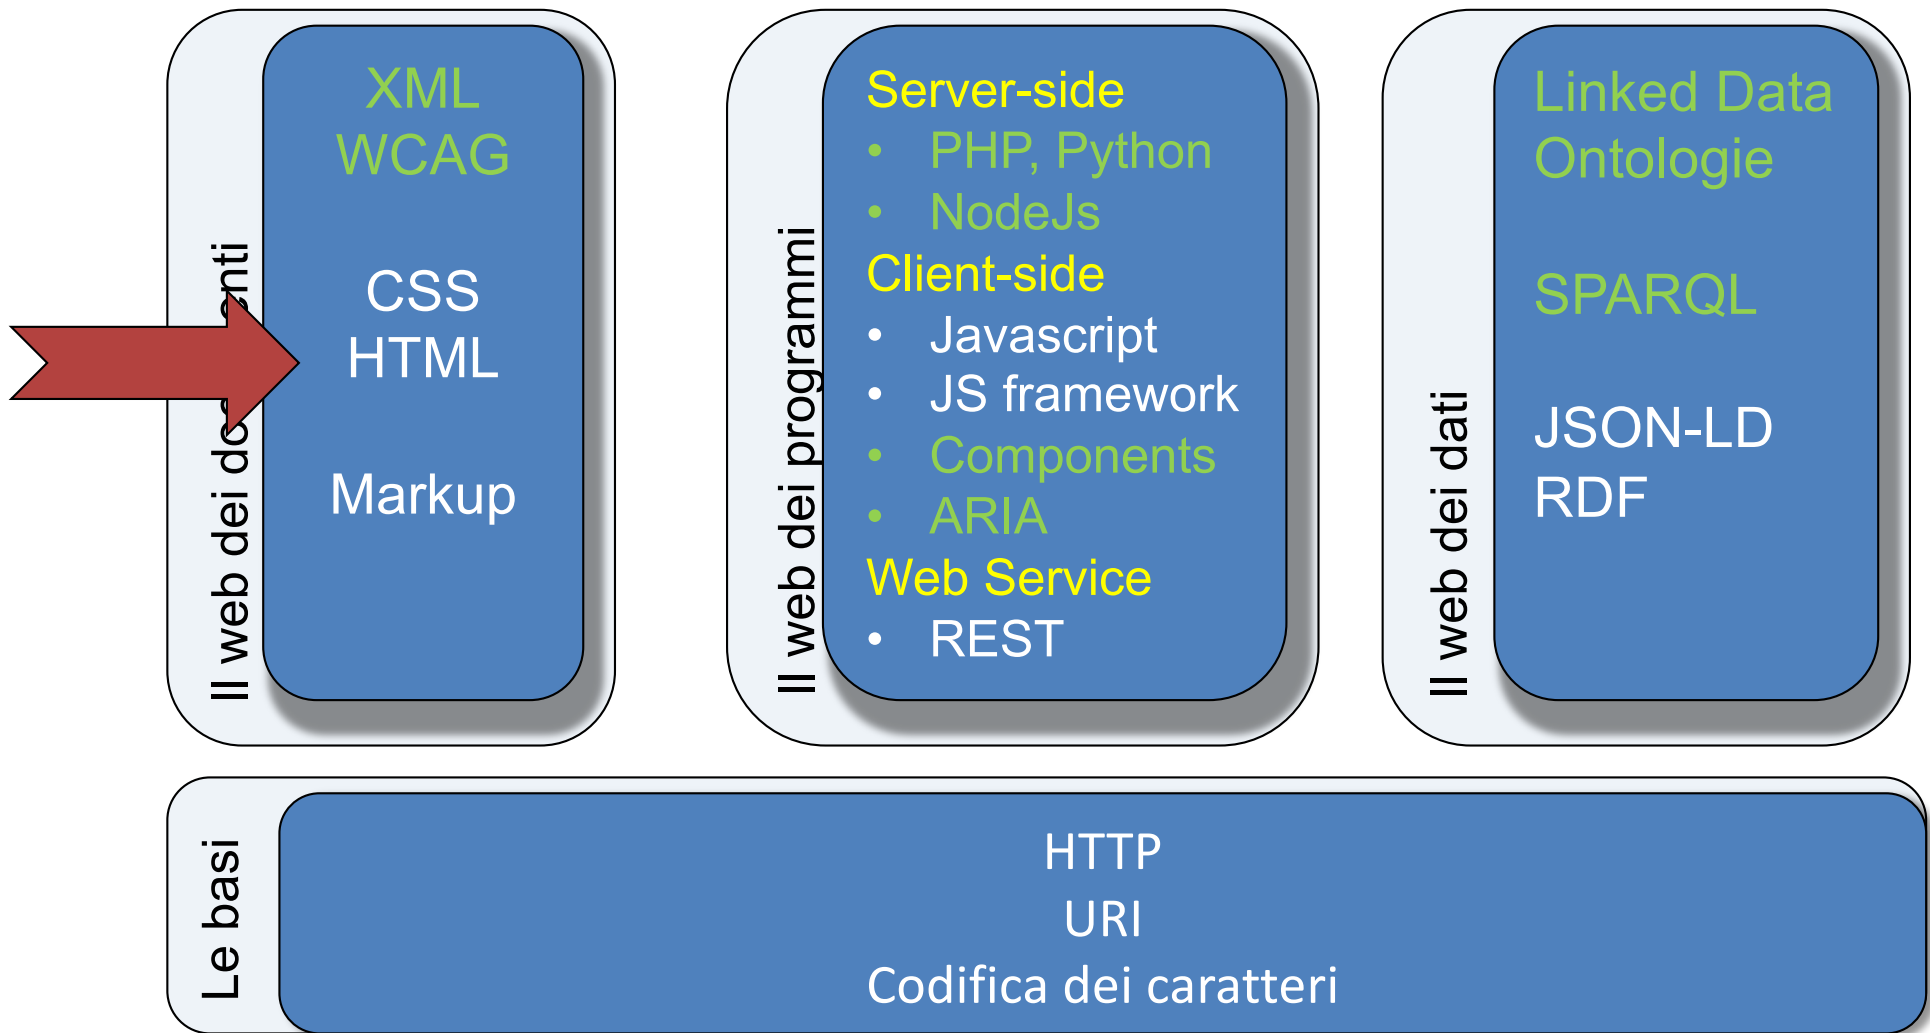 Il web dei do enti
XML
WCAG
CSS
HTML
Markup
Il web dei programmi
Server-side
• PHP, Python
• NodeJs
Client-side
• Javascript
• JS framework
• Components
• ARIA
Web Service
• REST
Il web dei dati
Linked Data
Ontologie
SPARQL
JSON-LD
RDF
Le basi
HTTP
URI
Codifica dei caratteri